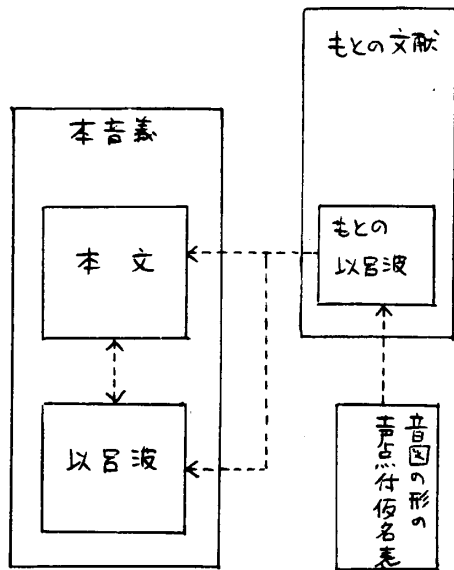 本音義
本文
以呂波
もとの文献
もとの
以呂波
音図の形の
声点付仮名表